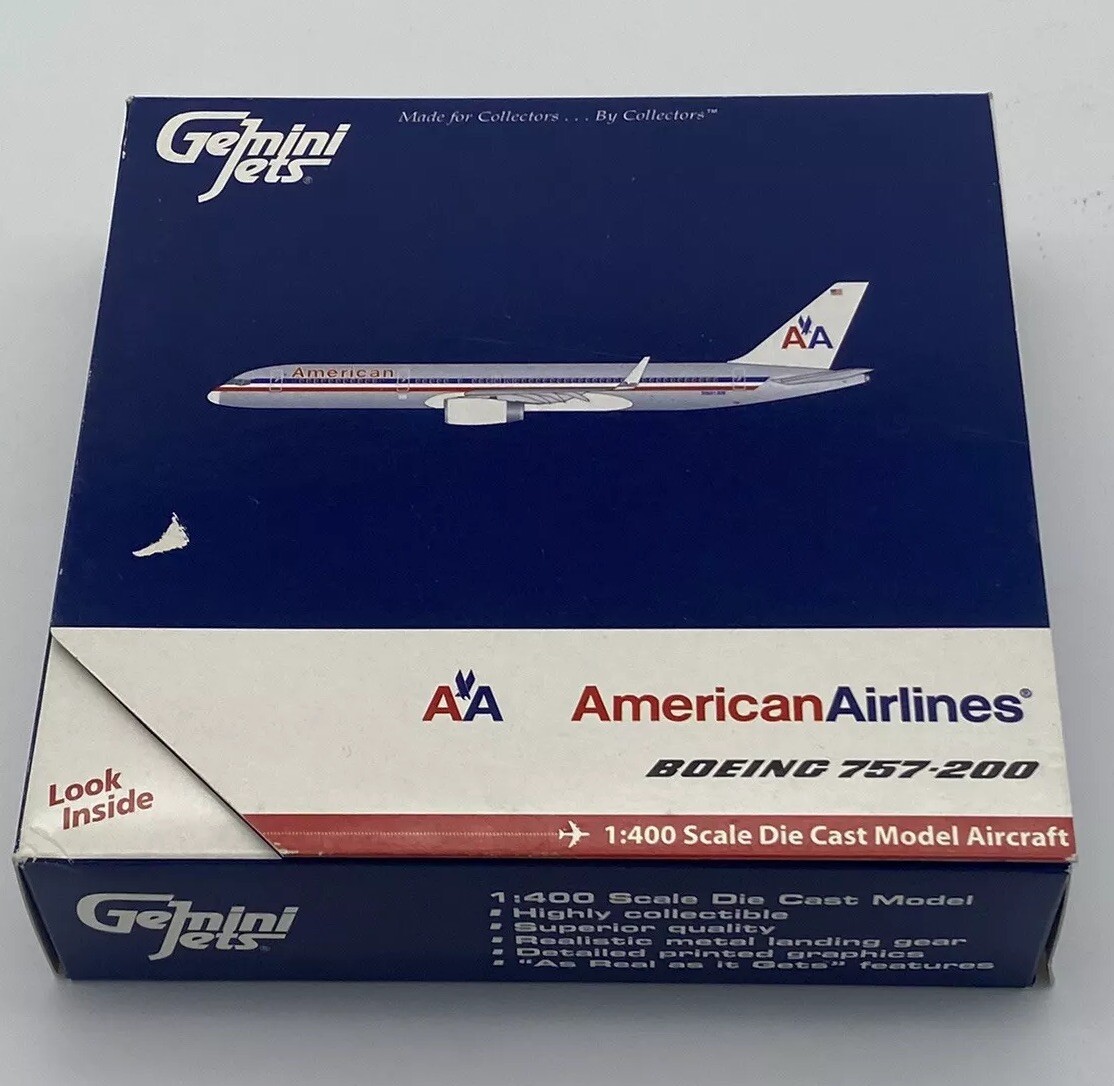 Gemini Jets®
Made for Collectors . . . By Collectors™
American
AA
AA
AmericanAirlines®
BOEING 757-200
Look
Inside
1:400 Scale Die Cast Model Aircraft
Gemini Jets®
1:400 Scale Die Cast Model
Highly collectible
Superior quality
Realistic metal landing gear
Detailed printed graphics
"As Real as it Gets" features